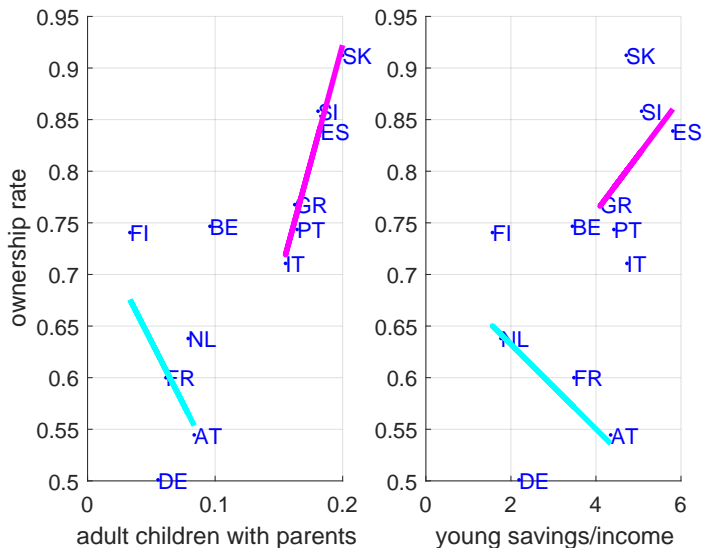 0.95
0.9
0.85
0.8
0.75
0.7
0.65
0.6
0.55
0.5
0
0.1
0.2
ownership rate
adult children with parents
SK
SI
ES
GR
PT
BE
FI
IT
NL
FR
AT
DE
0.95
0.9
0.85
0.8
0.75
0.7
0.65
0.6
0.55
0.5
0
2
4
6
young savings/income
SK
SI
ES
GR
BE
PT
FI
IT
NL
FR
AT
DE